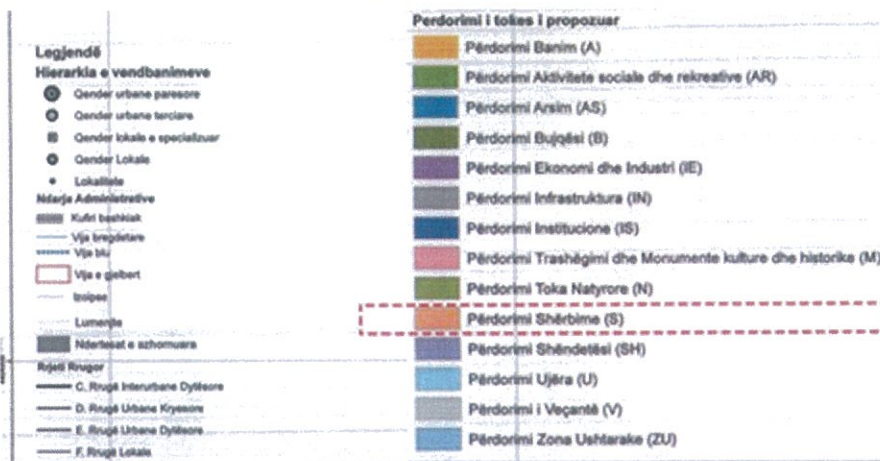 Legjendë
Hierarkia e vendbanimeve
Qender urbane paresore
Qender urbane terciare
Qender lokale e specializuar
Qender Lokale
Lokalitete
Ndarja Administrative
Kufiri bashkiak
Vija bregdetare
Vija blu
Vija e gjelbert
Izoipse
Lumenjte
Ndertesat e azhornuara
Rrjeti Rrugor
C. Rrugë Interurbane Dytësore
D. Rrugë Urbane Kryesore
E. Rrugë Urbane Dytësore
F. Rrugë Lokale
Perdorimi i tokes i propozuar
Përdorimi Banim (A)
Përdorimi Aktivitete sociale dhe rekreative (AR)
Përdorimi Arsim (AS)
Përdorimi Bujqësi (B)
Përdorimi Ekonomi dhe Industri (IE)
Përdorimi Infrastruktura (IN)
Përdorimi Institucione (IS)
Përdorimi Trashëgimi dhe Monumente kulture dhe historike (M)
Përdorimi Toka Natyrore (N)
Përdorimi Shërbime (S)
Përdorimi Shëndetësi (SH)
Përdorimi Ujëra (U)
Përdorimi i Veçantë (V)
Përdorimi Zona Ushtarake (ZU)